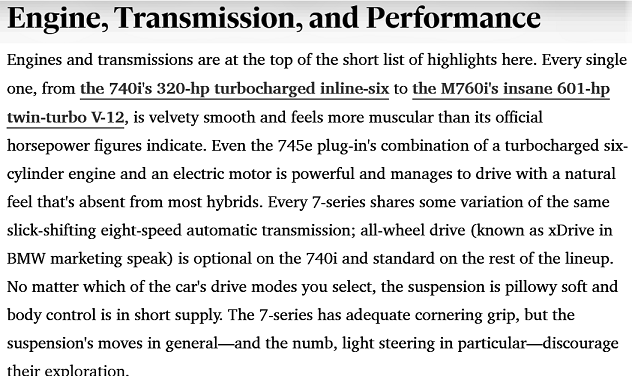 Engine, Transmission, and Performance
Engines and transmissions are at the top of the short list of highlights here. Every single
one, from the 740i's 320-hp turbocharged inline-six to the M760i's insane 601-hp
twin-turbo V-12, is velvety smooth and feels more muscular than its official
horsepower figures indicate. Even the 745e plug-in's combination of a turbocharged six-
cylinder engine and an electric motor is powerful and manages to drive with a natural
feel that's absent from most hybrids. Every 7-series shares some variation of the same
slick-shifting eight-speed automatic transmission; all-wheel drive (known as xDrive in
BMW marketing speak) is optional on the 740i and standard on the rest of the lineup.
No matter which of the car's drive modes you select, the suspension is pillowy soft and
body control is in short supply. The 7-series has adequate cornering grip, but the
suspension's moves in general—and the numb, light steering in particular—discourage
their exploration.